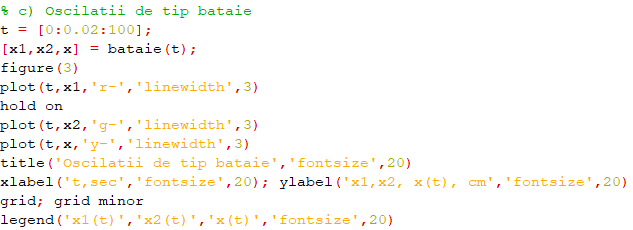 % c) Oscilatii de tip bataie
t = [0:0.02:100];
[x1,x2,x] = bataie(t);
figure(3)
plot(t,x1,'r-','linewidth',3)
hold on
plot(t,x2,'g-','linewidth',3)
plot(t,x,'y-','linewidth',3)
title('Oscilatii de tip bataie','fontsize',20)
xlabel('t,sec','fontsize',20); ylabel('x1,x2, x(t), cm','fontsize',20)
grid; grid minor
legend('x1(t)','x2(t)','x(t)','fontsize',20)